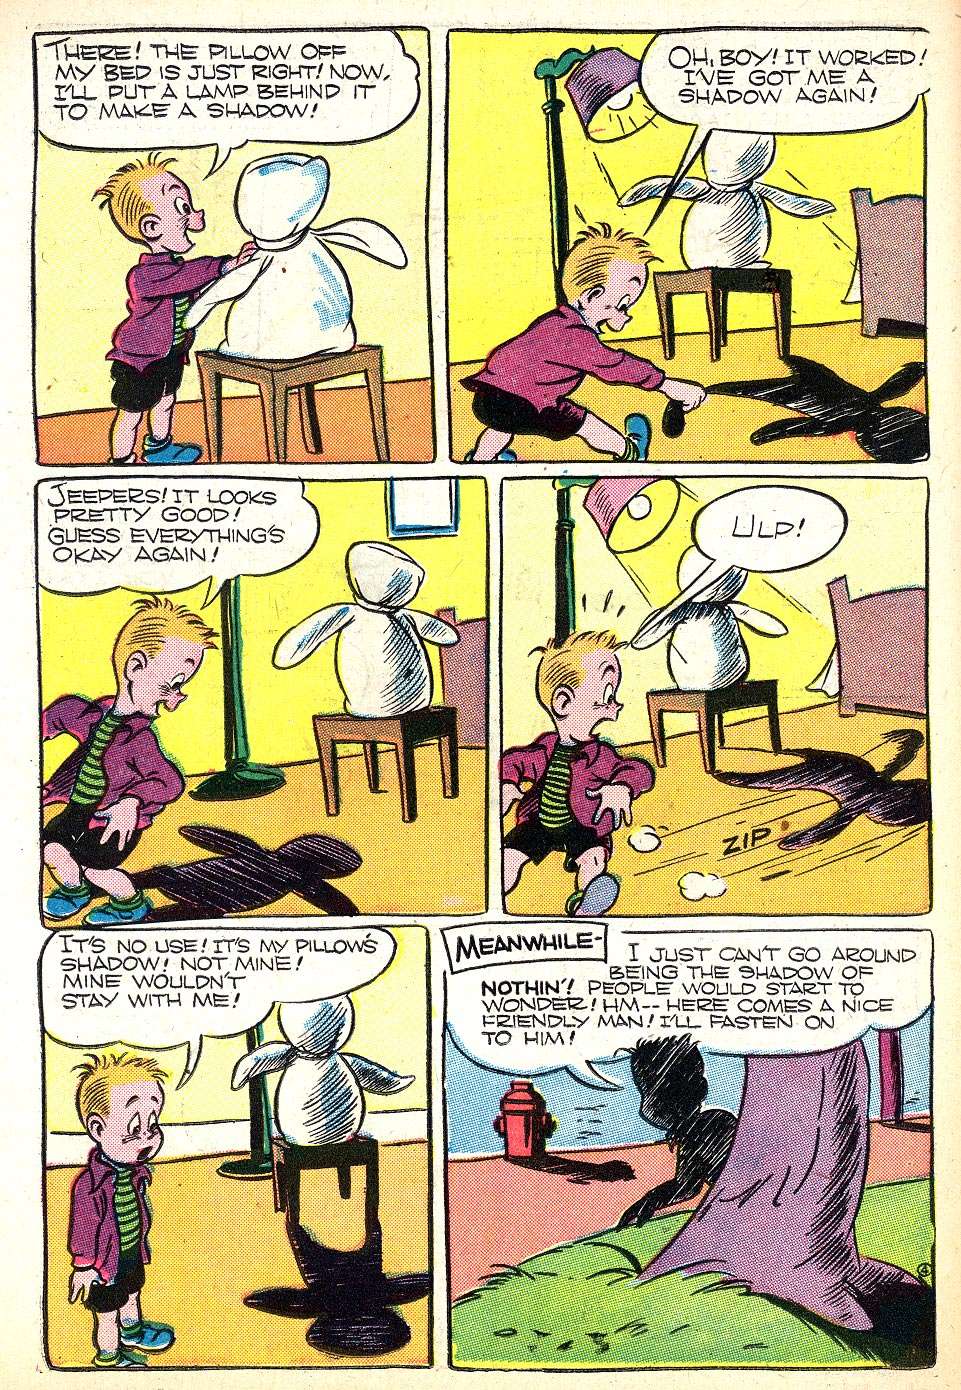 THERE! THE PILLOW OFF
MY BED IS JUST RIGHT! NOW,
I'LL PUT A LAMP BEHIND IT
TO MAKE A SHADOW!
OH, BOY! IT WORKED!
I'VE GOT ME A
SHADOW AGAIN!
JEEPERS! IT LOOKS
PRETTY GOOD!
GUESS EVERYTHING'S
OKAY AGAIN!
ULP!
ZIP
IT'S NO USE! IT'S MY PILLOW'S
SHADOW! NOT MINE!
MINE WOULDN'T
STAY WITH ME!
MEANWHILE-
I JUST CAN'T GO AROUND
BEING THE SHADOW OF
NOTHIN'! PEOPLE WOULD START TO
WONDER! HM-- HERE COMES A NICE
FRIENDLY MAN! I'LL FASTEN ON
TO HIM!
4